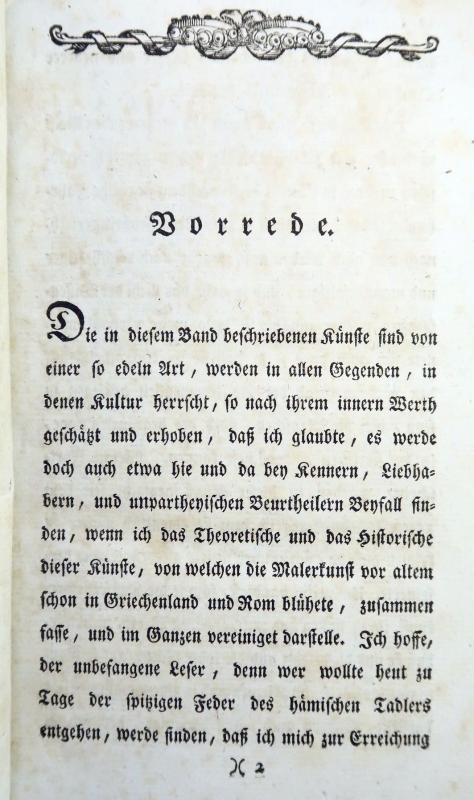 Vorrede.
Die in diesem Band beschriebenen Künste sind von
einer so edeln Art, werden in allen Gegenden, in
denen Kultur herrscht, so nach ihrem innern Werth
geschätzt und erhoben, daß ich glaubte, es werde
doch auch etwa hie und da bey Kennern, Liebha-
bern, und unpartheyischen Beurtheilern Beyfall fin-
den, wenn ich das Theoretische und das Historische
dieser Künste, von welchen die Malerkunst vor altem
schon in Griechenland und Rom blühete, zusammen
fasse, und im Ganzen vereiniget darstelle. Ich hoffe,
der unbefangene Leser, denn wer wollte heut zu
Tage der spitzigen Feder des hämischen Tadlers
entgehen, werde finden, daß ich mich zur Erreichung
)( 2